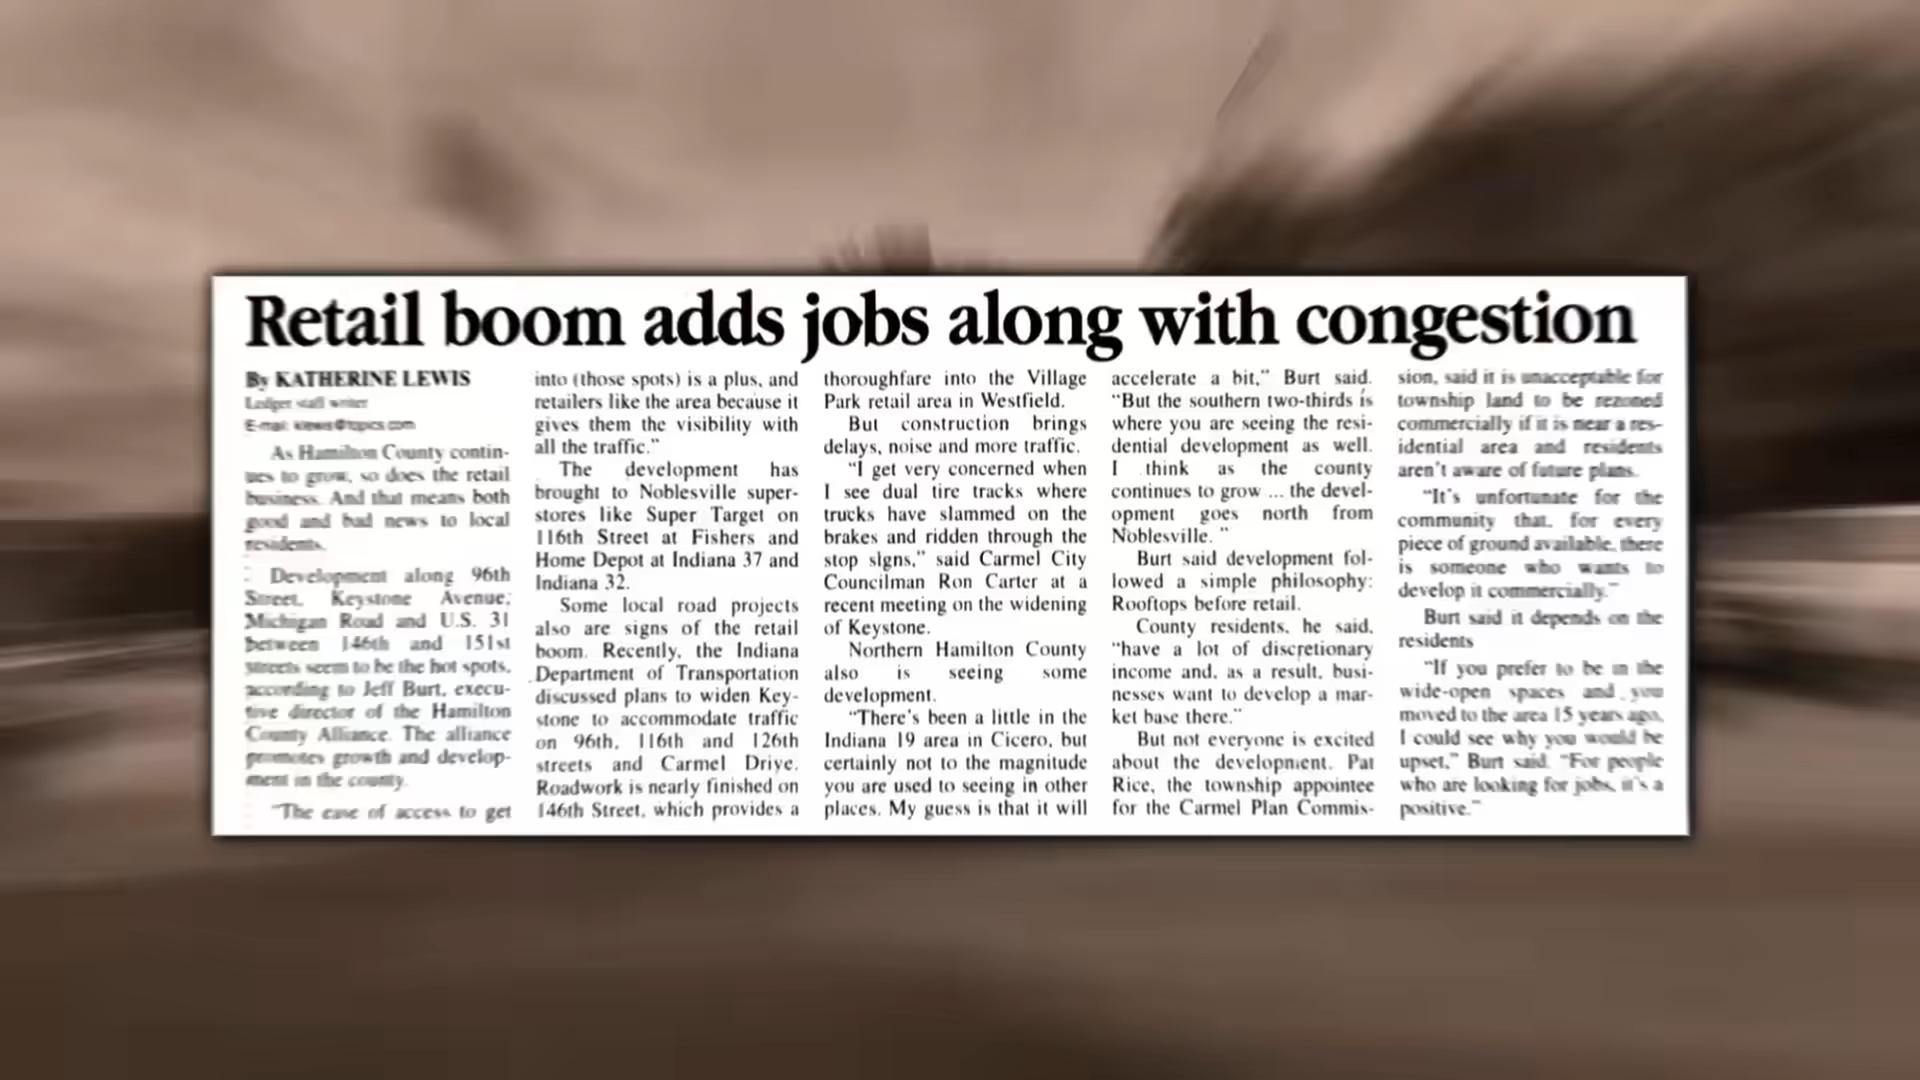 Retail boom adds jobs along with congestion
By KATHERINE LEWIS
Ledger staff writer
E-mail: klewis@topics.com
As Hamilton County contin-
ues to grow, so does the retail
business. And that means both
good and bad news to local
residents.
Development along 96th
Street, Keystone Avenue,
Michigan Road and U.S. 31
between 146th and 151st
streets seem to be the hot spots,
according to Jeff Burt, execu-
tive director of the Hamilton
County Alliance. The alliance
promotes growth and develop-
ment in the county.
"The ease of access to get
into (those spots) is a plus, and
retailers like the area because it
gives them the visibility with
all the traffic."
The development has
brought to Noblesville super-
stores like Super Target on
116th Street at Fishers and
Home Depot at Indiana 37 and
Indiana 32.
Some local road projects
also are signs of the retail
boom. Recently, the Indiana
Department of Transportation
discussed plans to widen Key-
stone to accommodate traffic
on 96th, 116th and 126th
streets and Carmel Drive.
Roadwork is nearly finished on
146th Street, which provides a
thoroughfare into the Village
Park retail area in Westfield.
But construction brings
delays, noise and more traffic.
"I get very concerned when
I see dual tire tracks where
trucks have slammed on the
brakes and ridden through the
stop signs," said Carmel City
Councilman Ron Carter at a
recent meeting on the widening
of Keystone.
Northern Hamilton County
also is seeing some
development.
"There's been a little in the
Indiana 19 area in Cicero, but
certainly not to the magnitude
you are used to seeing in other
places. My guess is that it will
accelerate a bit," Burt said.
"But the southern two-thirds is
where you are seeing the resi-
dential development as well.
I think as the county
continues to grow ... the devel-
opment goes north from
Noblesville."
Burt said development fol-
lowed a simple philosophy:
Rooftops before retail.
County residents, he said,
"have a lot of discretionary
income and, as a result, busi-
nesses want to develop a mar-
ket base there."
But not everyone is excited
about the development. Pat
Rice, the township appointee
for the Carmel Plan Commis-
sion, said it is unacceptable for
township land to be rezoned
commercially if it is near a res-
idential area and residents
aren't aware of future plans.
"It's unfortunate for the
community that, for every
piece of ground available, there
is someone who wants to
develop it commercially."
Burt said it depends on the
residents
"If you prefer to be in the
wide-open spaces and you
moved to the area 15 years ago,
I could see why you would be
upset," Burt said. "For people
who are looking for jobs, it's a
positive."